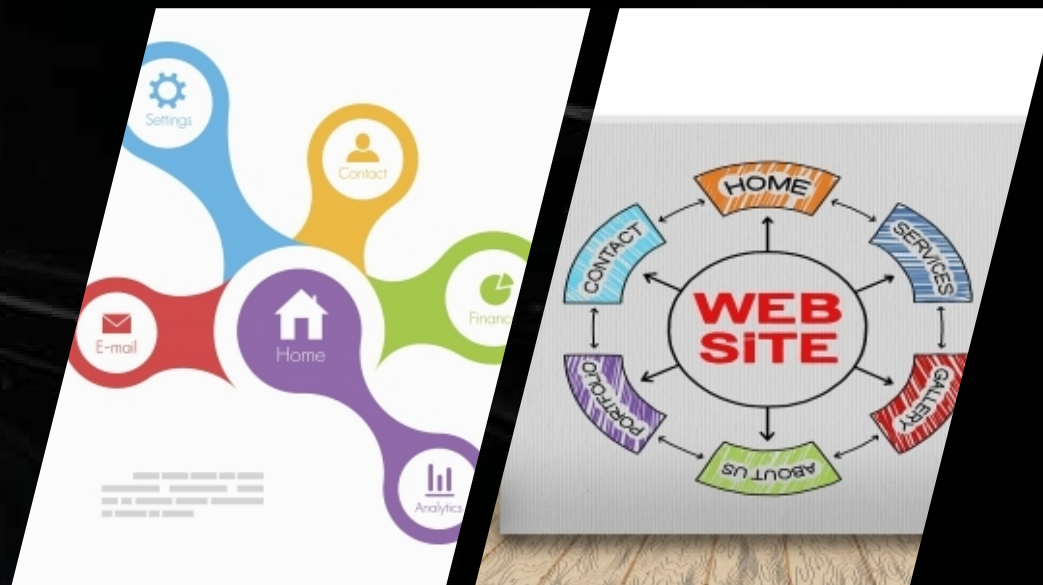 Settings
Contact
Financ
E-mail
Home
Analytics
HOME
CONTACT
SERVICES
WEB
SiTE
PORTFOLiO
GALLERY
ABOUT US